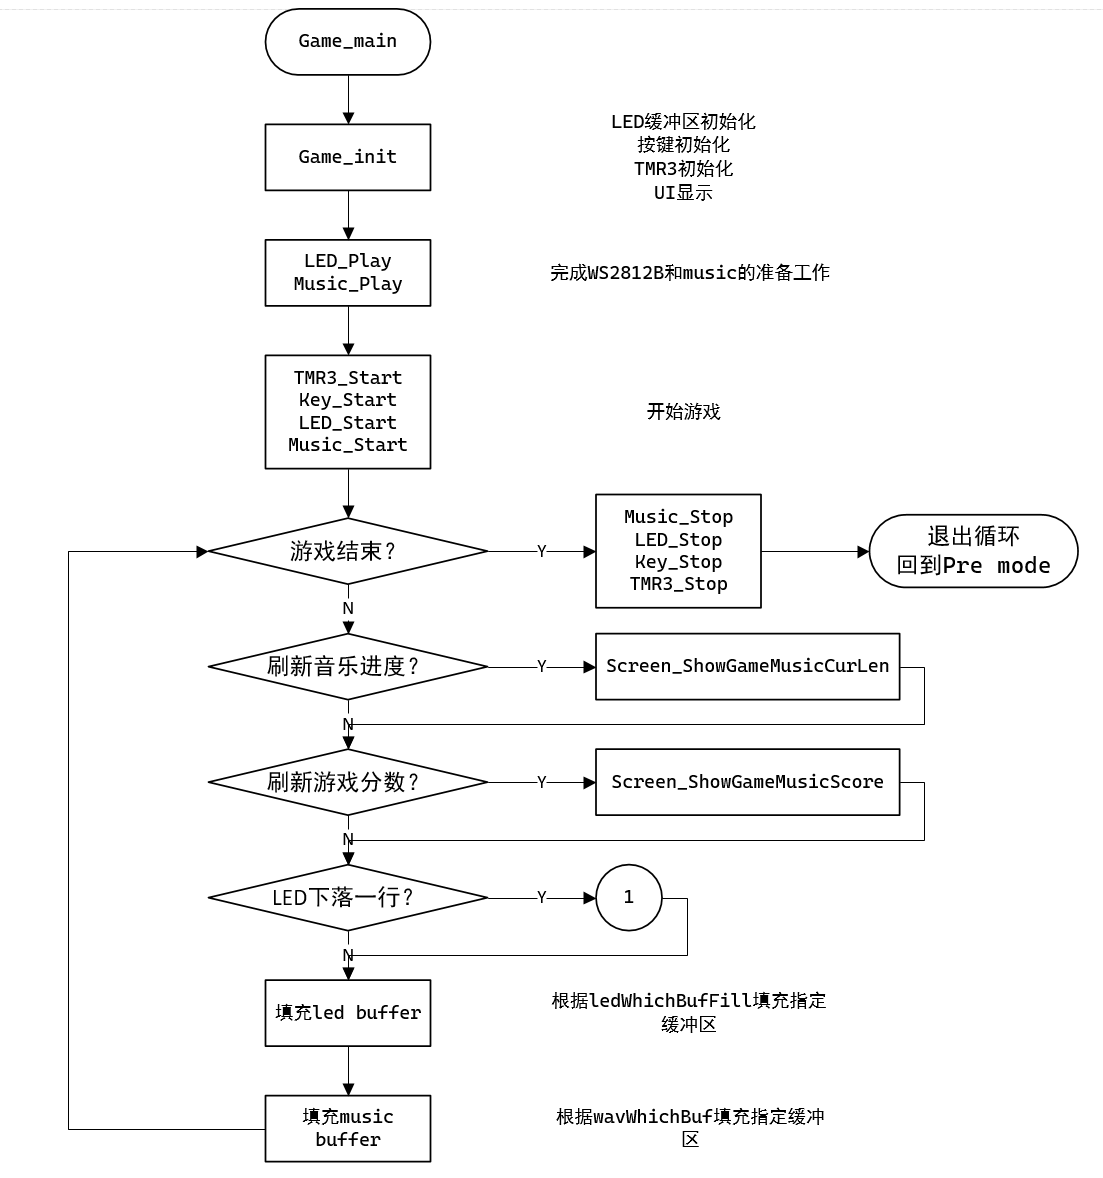 Game_main
LED缓冲区初始化
按键初始化
TMR3初始化
UI显示
Game_init
LED_Play
Music_Play
完成WS2812B和music的准备工作
TMR3_Start
Key_Start
LED_Start
Music_Start
开始游戏
游戏结束?
Y
Music_Stop
LED_Stop
Key_Stop
TMR3_Stop
退出循环
回到Pre mode
N
刷新音乐进度?
Y
Screen_ShowGameMusicCurLen
N
刷新游戏分数?
Y
Screen_ShowGameMusicScore
N
LED下落一行?
Y
1
N
填充led buffer
根据ledWhichBufFill填充指定
缓冲区
填充music
buffer
根据wavWhichBuf填充指定缓冲
区